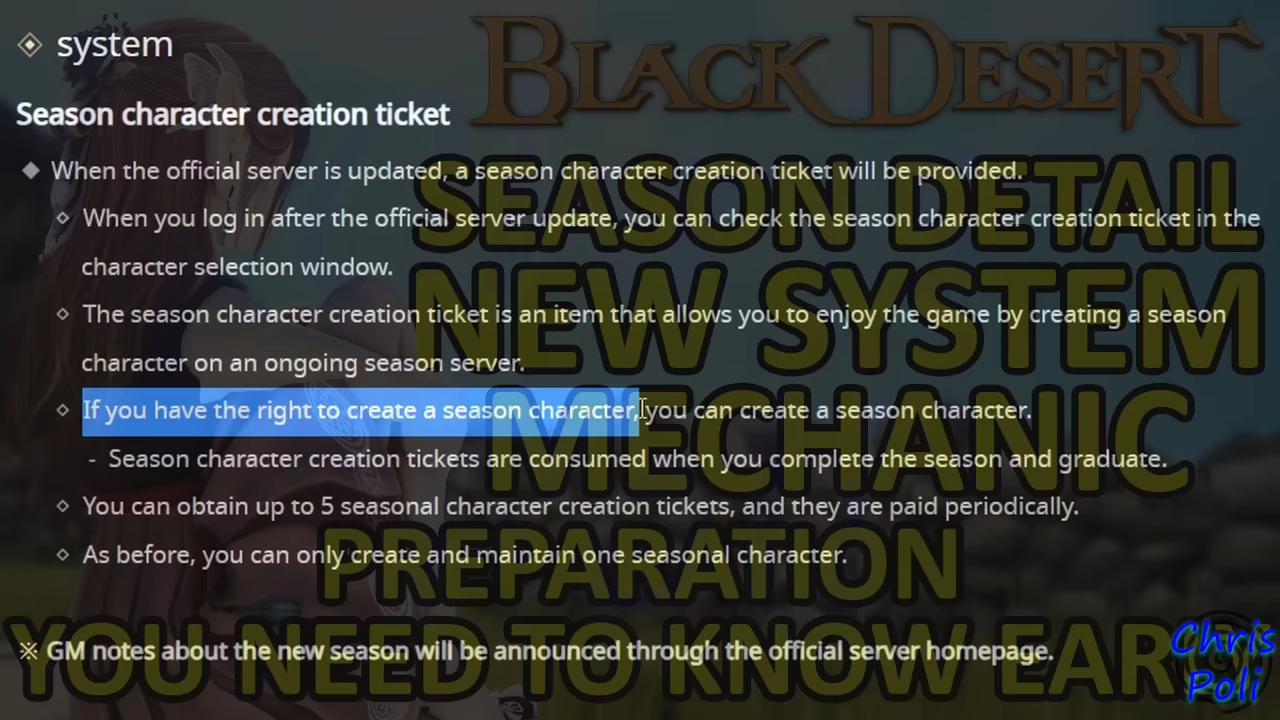 system
BLACK DESERT
Season character creation ticket
When the official server is updated, a season character creation ticket will be provided.
SEASON DETAIL
When you log in after the official server update, you can check the season character creation ticket in the
character selection window.
NEW SYSTEM
The season character creation ticket is an item that allows you to enjoy the game by creating a season
character on an ongoing season server.
If you have the right to create a season character, you can create a season character.
MECHANIC
- Season character creation tickets are consumed when you complete the season and graduate.
You can obtain up to 5 seasonal character creation tickets, and they are paid periodically.
As before, you can only create and maintain one seasonal character.
PREPARATION
※ GM notes about the new season will be announced through the official server homepage.
YOU NEED TO KNOW EAR
Chris
Poli